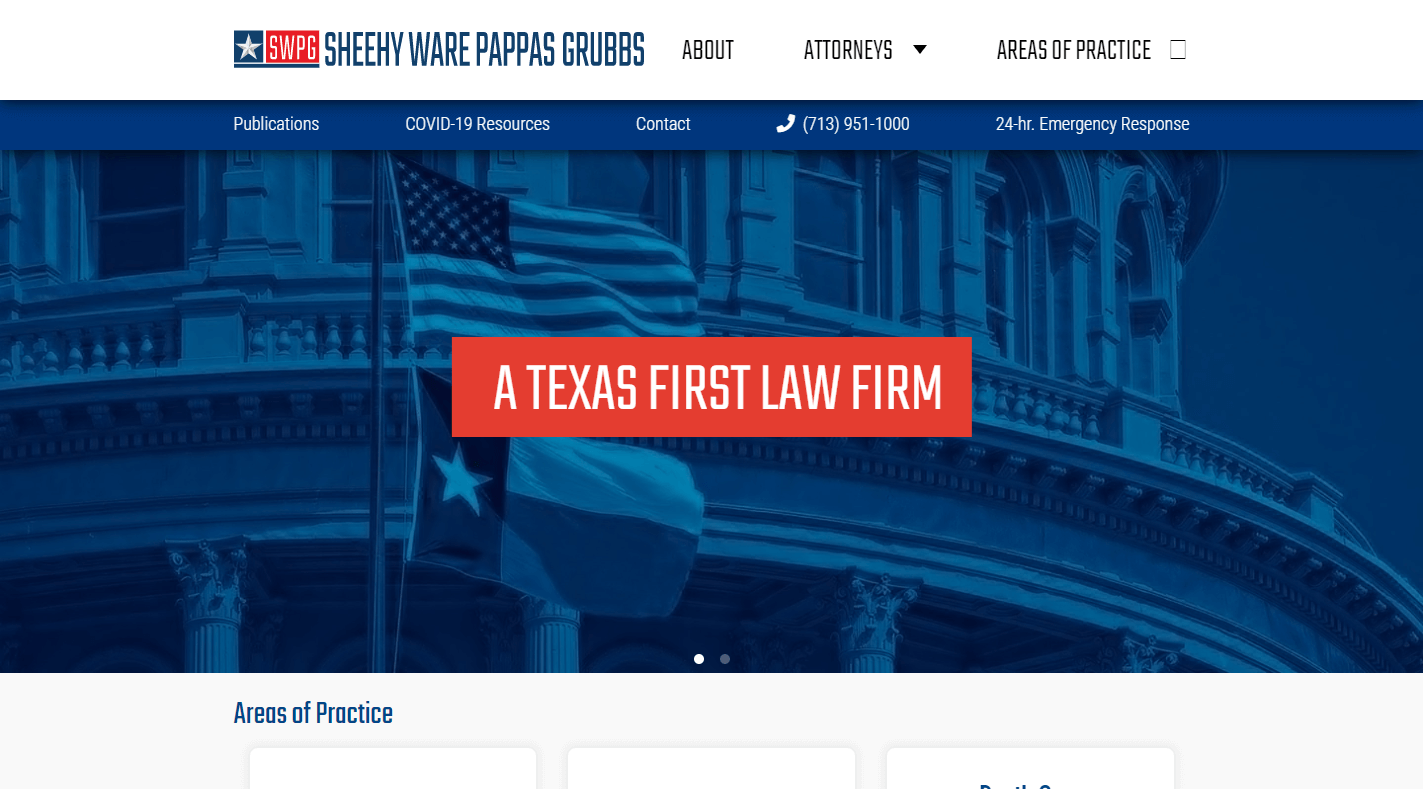 SWPG SHEEHY WARE PAPPAS GRUBBS
ABOUT
ATTORNEYS
AREAS OF PRACTICE
Publications
COVID-19 Resources
Contact
(713) 951-1000
24-hr. Emergency Response
A TEXAS FIRST LAW FIRM
Areas of Practice